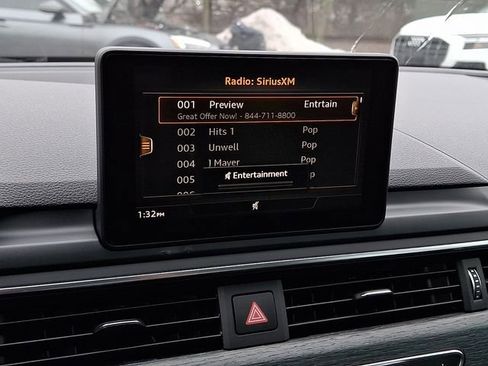 Radio: SiriusXM
001 Preview Entrtain
Great Offer Now! - 844-711-8800
002 Hits 1 Pop
003 Unwell Pop
004 J Mayer Pop
005
Entertainment
1:32PM